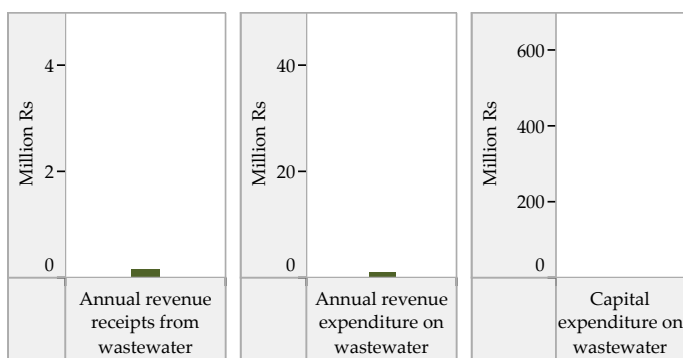 Million Rs
4
2
0
Annual revenue
receipts from
wastewater
Million Rs
40
20
0
Annual revenue
expenditure on
wastewater
Million Rs
600
400
200
0
Capital
expenditure on
wastewater